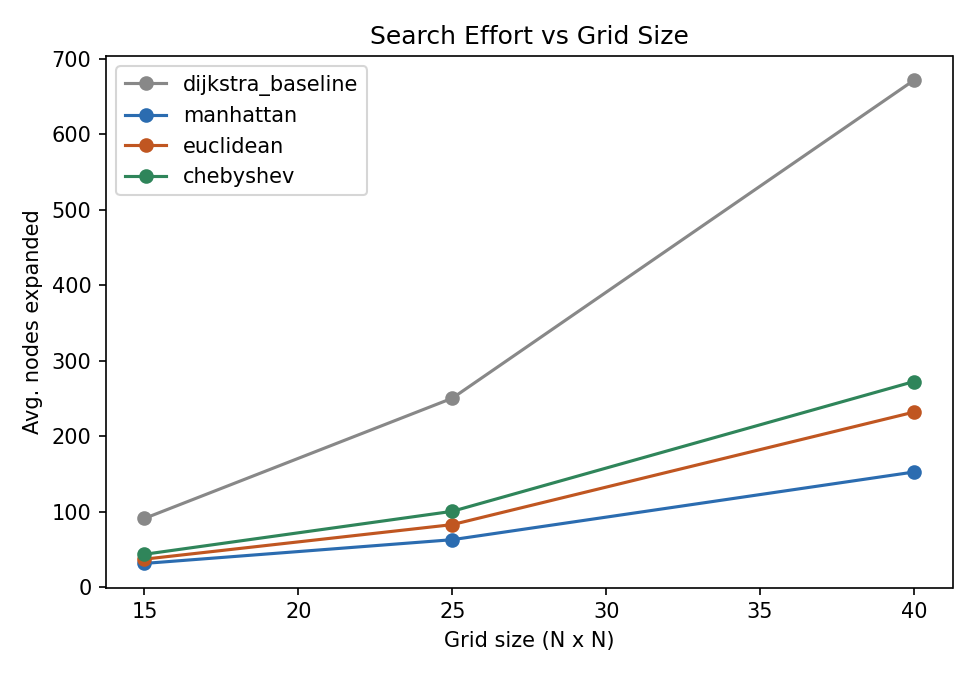 Search Effort vs Grid Size
700
600
500
400
300
200
100
0
Avg. nodes expanded
dijkstra_baseline
manhattan
euclidean
chebyshev
15 20 25 30 35 40
Grid size (N x N)